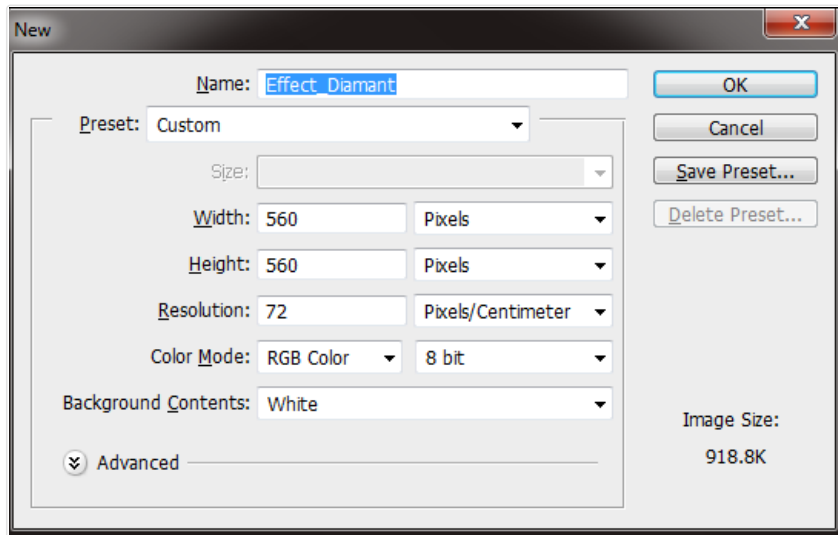 New
Name: Effect_Diamant
OK
Preset: Custom
Cancel
Size:
Save Preset...
Width: 560 Pixels
Delete Preset...
Height: 560 Pixels
Resolution: 72 Pixels/Centimeter
Color Mode: RGB Color 8 bit
Background Contents: White
Image Size:
Advanced
918.8K